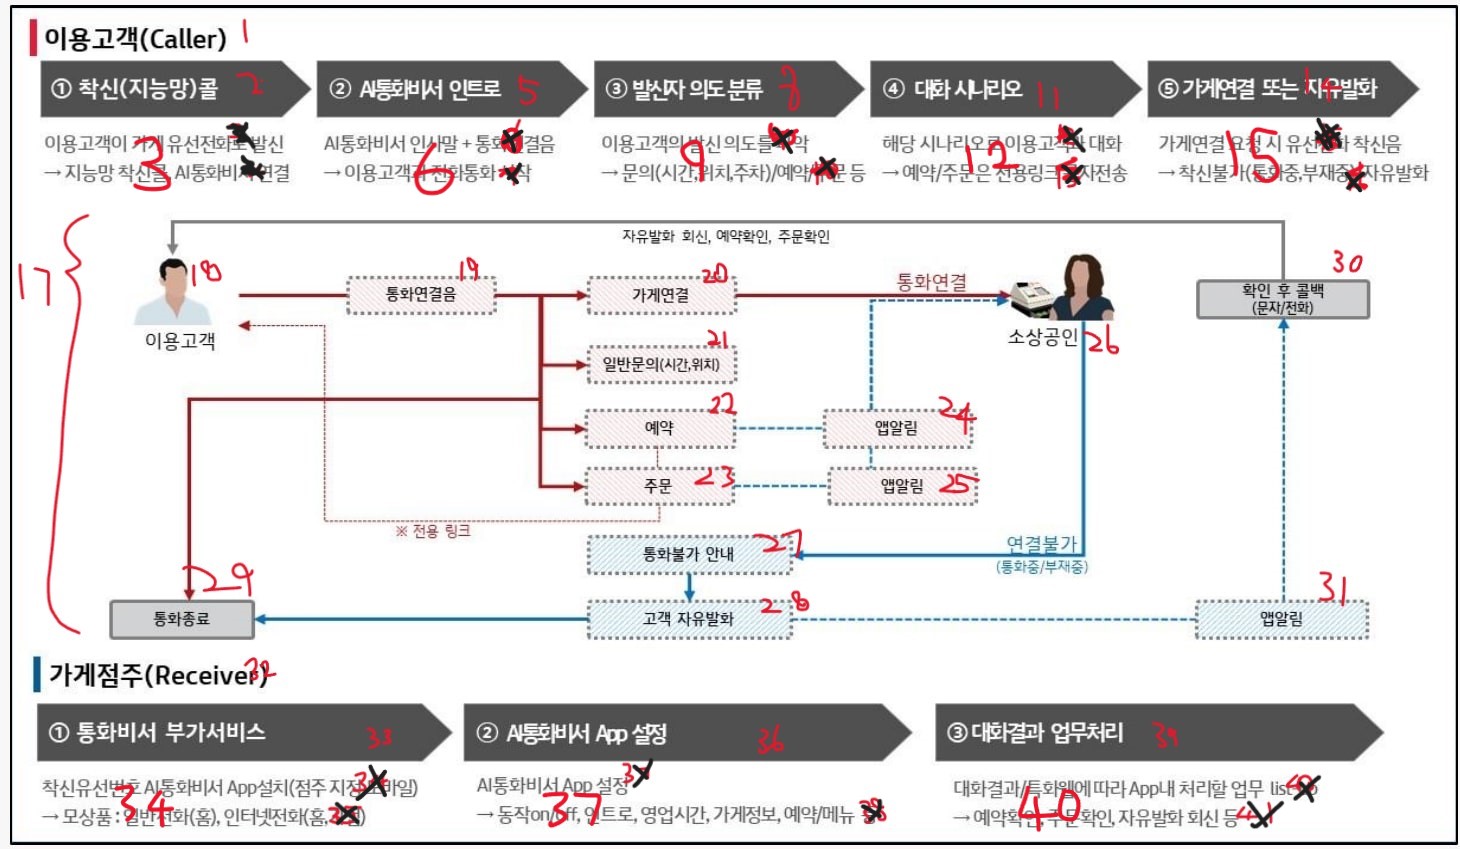 이용고객(Caller) 1
① 착신(지능망)콜 2
② AI통화비서 인트로 5
③ 발신자 의도 분류 8
④ 대화 시나리오 11
⑤ 가게연결 또는 자유발화 14
이용고객이 가게 유선전화로 발신
→ 지능망 착신콜, AI통화비서 연결
3
AI통화비서 인사말 + 통화연결음
→ 이용고객과 전화통화 시작
6
이용고객의 발신 의도를 파악
→ 문의(시간,위치,주차)/예약/주문 등
9
해당 시나리오로 이용고객과 대화
→ 예약/주문은 전용링크 문자전송
12
가게연결 요청 시 유선전화 착신음
→ 착신불가(통화중,부재중) 자유발화
15
17
자유발화 회신, 예약확인, 주문확인
18
이용고객
통화연결음 19
가게연결 20
통화연결
소상공인 26
확인 후 콜백 30
(문자/전화)
일반문의(시간,위치) 21
예약 22
앱알림 24
주문 23
앱알림 25
※ 전용 링크
통화불가 안내 27
연결불가
(통화중/부재중)
통화종료 29
고객 자유발화 28
앱알림 31
가게점주(Receiver) 32
① 통화비서 부가서비스 33
② AI통화비서 App 설정 36
③ 대화결과 업무처리 39
착신유선번호 AI통화비서 App설치(점주 지정 모바일)
→ 모상품 : 일반전화(홈), 인터넷전화(홈,
34
AI통화비서 App 설정
→ 동작on/off, 인트로, 영업시간, 가게정보, 예약/메뉴 등
37
대화결과/통화웹에 따라 App내 처리할 업무
→ 예약확인, 주문확인, 자유발화 회신 등
40